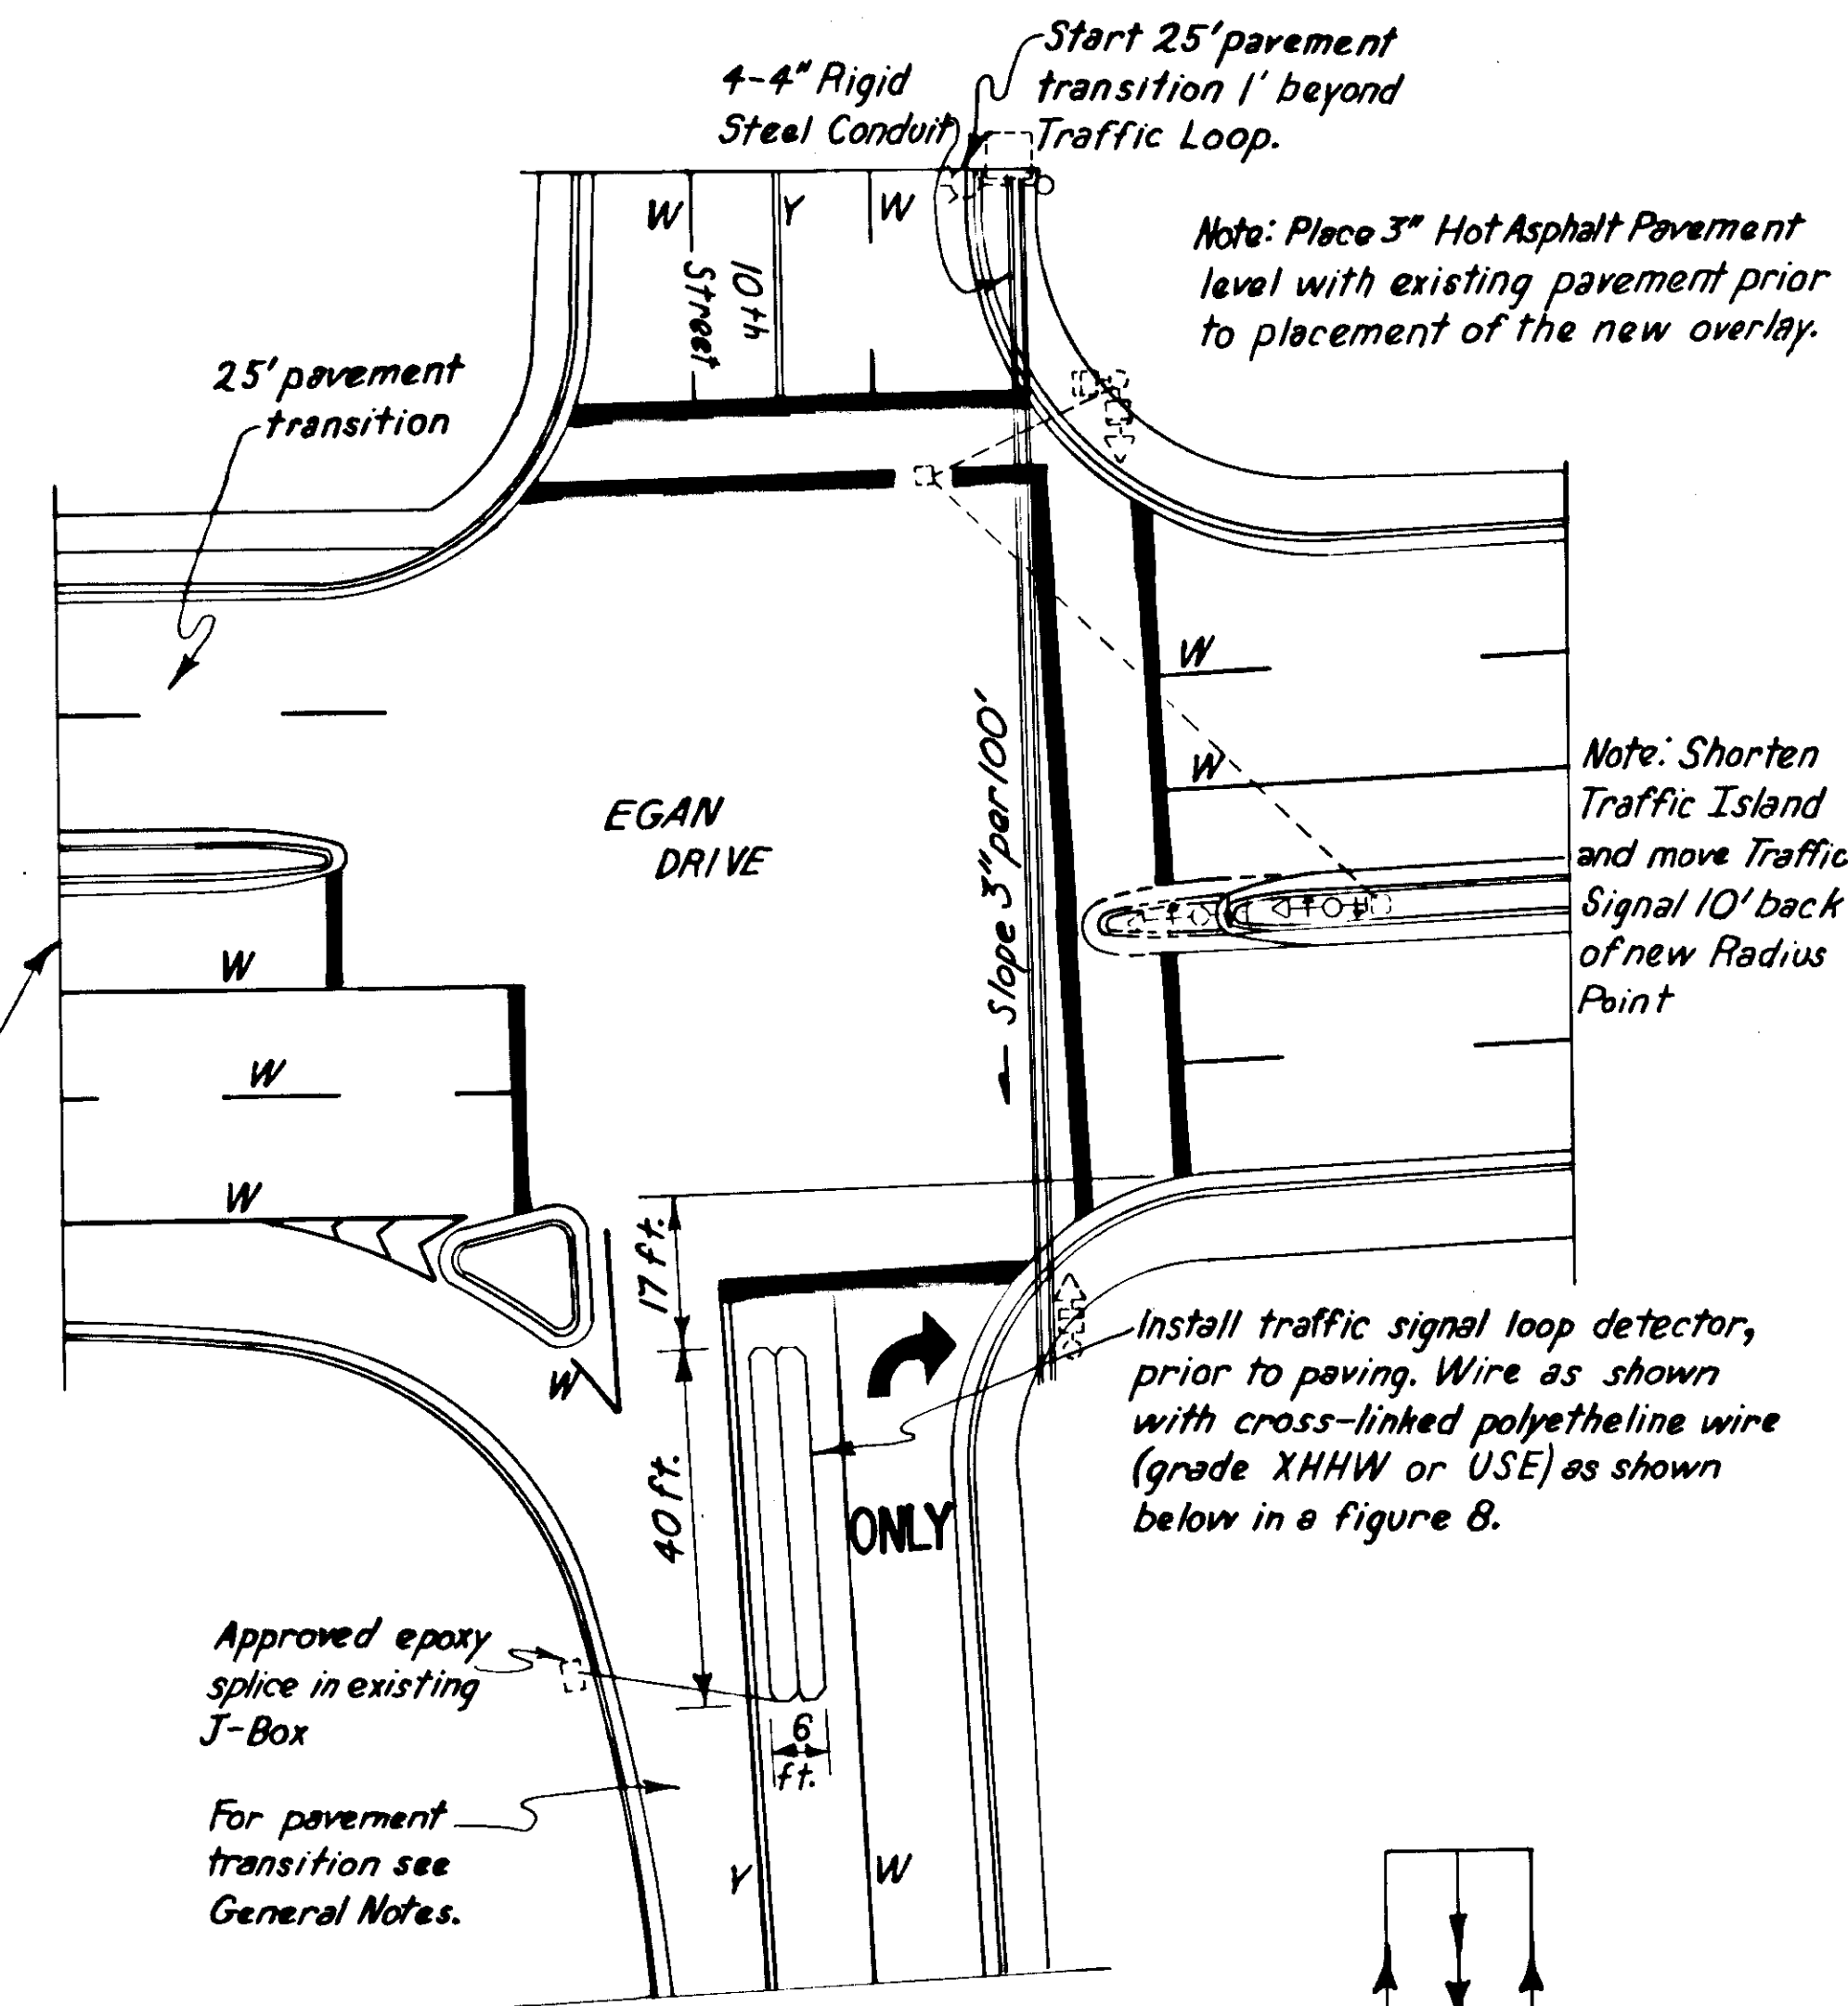 Start 25' pavement
transition 1' beyond
Traffic Loop.
4-4" Rigid
Steel Conduit
W
Y
W
10th
Street
Note: Place 3" Hot Asphalt Pavement
level with existing pavement prior
to placement of the new overlay.
25' pavement
transition
W
W
Slope 3" per 100'
EGAN
DRIVE
Note: Shorten
Traffic Island
and move Traffic
Signal 10' back
of new Radius
Point
W
W
W
17 ft.
W
40 ft.
ONLY
Install traffic signal loop detector,
prior to paving. Wire as shown
with cross-linked polyetheline wire
(grade XHHW or USE) as shown
below in a figure 8.
Approved epoxy
splice in existing
J-Box
6
ft.
For pavement
transition see
General Notes.
Y
W